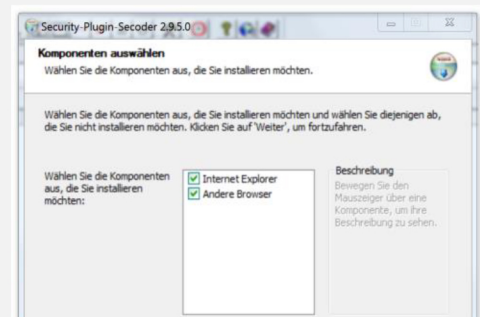 Security-Plugin-Secoder 2.9.5.0
Komponenten auswählen
Wählen Sie die Komponenten aus, die Sie installieren möchten.
Wählen Sie die Komponenten aus, die Sie installieren möchten und wählen Sie diejenigen ab,
die Sie nicht installieren möchten. Klicken Sie auf 'Weiter', um fortzufahren.
Wählen Sie die Komponenten
aus, die Sie installieren
möchten:
Internet Explorer
Andere Browser
Beschreibung
Bewegen Sie den
Mauszeiger über eine
Komponente, um ihre
Beschreibung zu sehen.